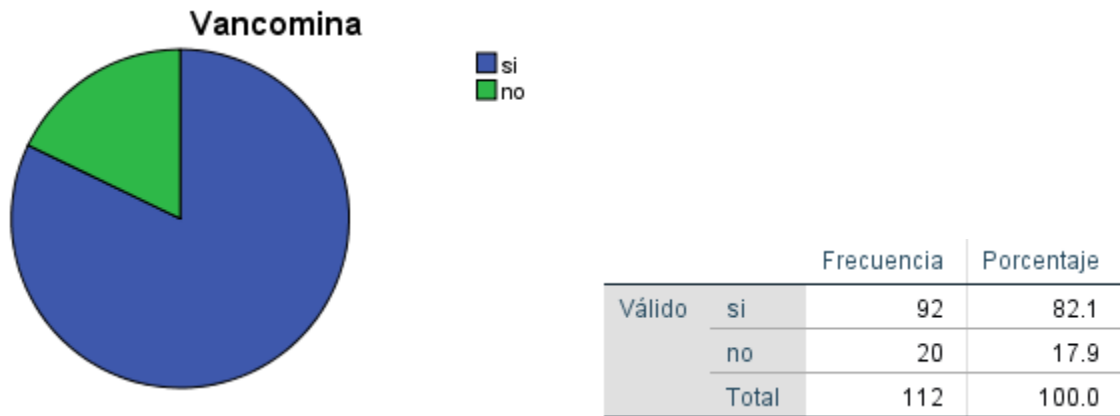 Vancomina
si
no
Frecuencia Porcentaje
Válido si 92 82.1
no 20 17.9
Total 112 100.0